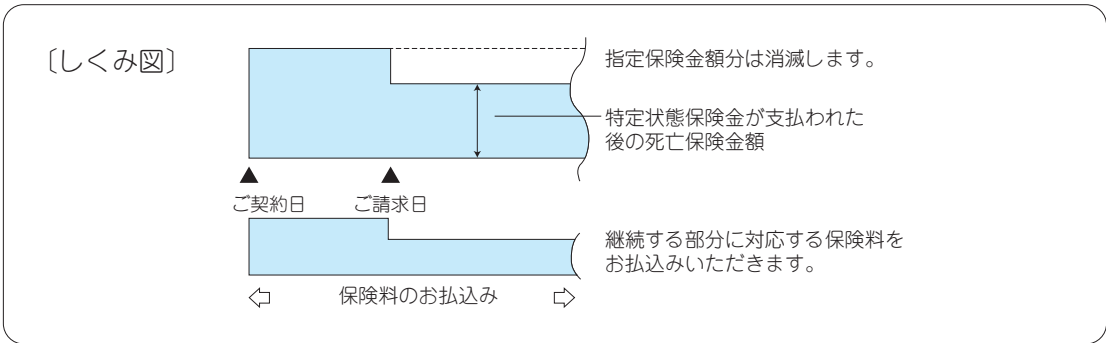 〔しくみ図〕
指定保険金額分は消滅します。
特定状態保険金が支払われた
後の死亡保険金額
▲ ▲
ご契約日 ご請求日
継続する部分に対応する保険料を
お払込みいただきます。
⇦ 保険料のお払込み ⇨